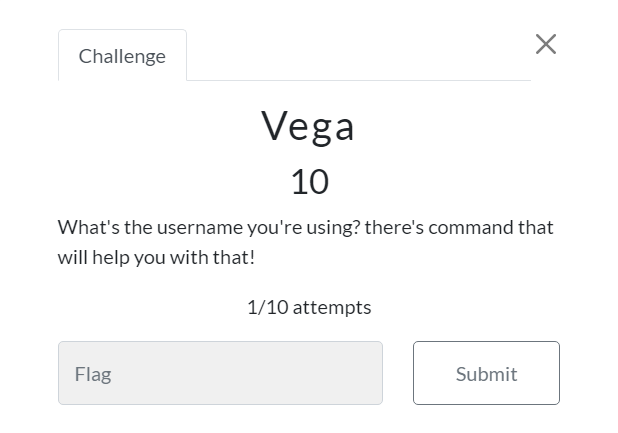 Challenge
Vega
10
What's the username you're using? there's command that
will help you with that!
1/10 attempts
Flag
Submit